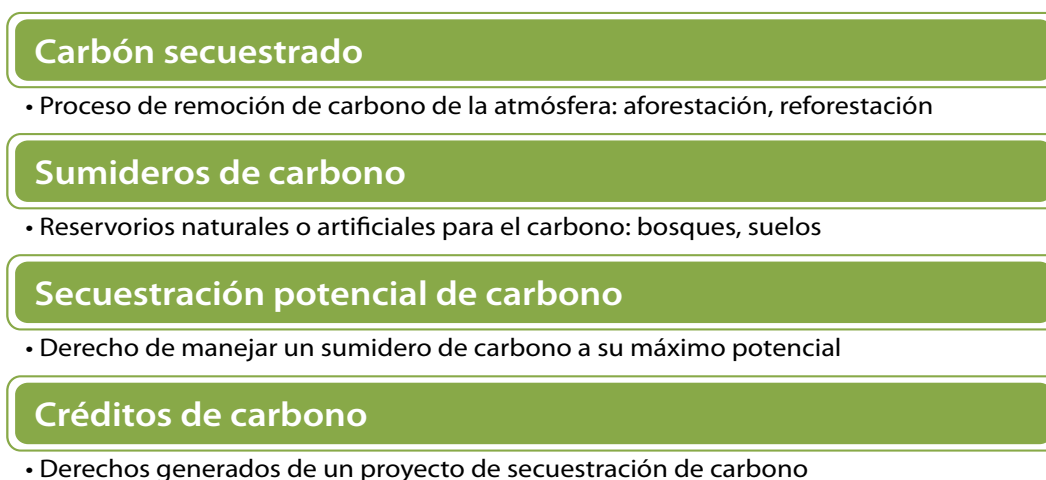 Carbón secuestrado
• Proceso de remoción de carbono de la atmósfera: aforestación, reforestación
Sumideros de carbono
• Reservorios naturales o artificiales para el carbono: bosques, suelos
Secuestración potencial de carbono
• Derecho de manejar un sumidero de carbono a su máximo potencial
Créditos de carbono
• Derechos generados de un proyecto de secuestración de carbono